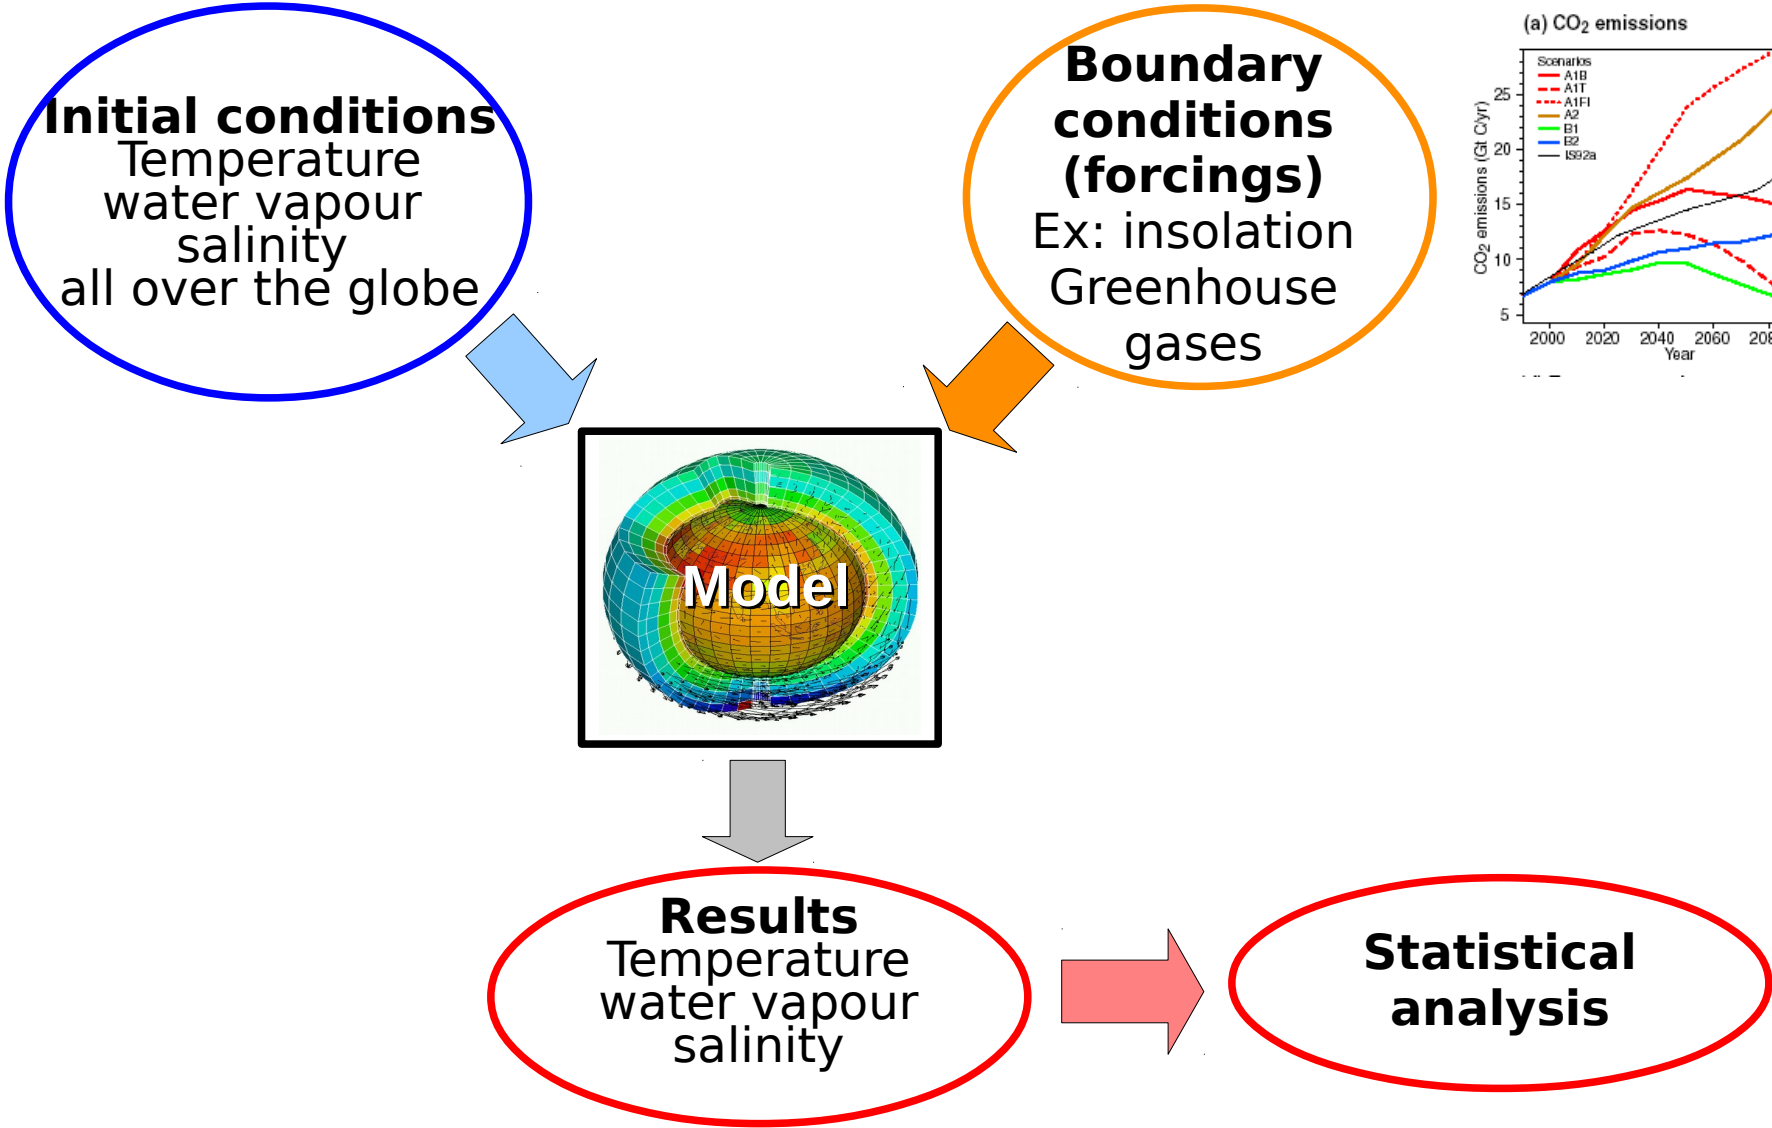 Initial conditions
Temperature
water vapour
salinity
all over the globe
Boundary
conditions
(forcings)
Ex: insolation
Greenhouse
gases
(a) CO2 emissions
Scenarios
A1B
A1T
A1FI
A2
B1
B2
IS92a
CO2 emissions (Gt C/yr)
25
20
15
10
5
2000 2020 2040 2060
Year
Model
Results
Temperature
water vapour
salinity
Statistical
analysis